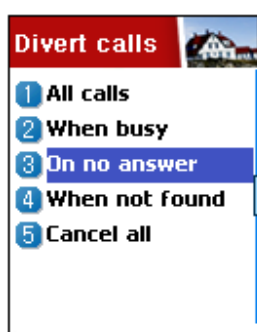 Divert calls
1 All calls
2 When busy
3 On no answer
4 When not found
5 Cancel all